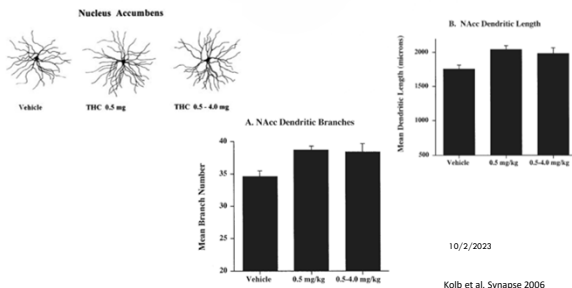 Nucleus Accumbens
Vehicle
THC 0.5 mg
THC 0.5 - 4.0 mg
A. NAcc Dendritic Branches
Mean Branch Number
40
35
30
25
20
Vehicle
0.5 mg/kg
0.5-4.0 mg/kg
B. NAcc Dendritic Length
Mean Dendritic Length (microns)
2000
1500
1000
500
Vehicle
0.5 mg/kg
0.5-4.0 mg/kg
10/2/2023
Kolb et al. Synapse 2006